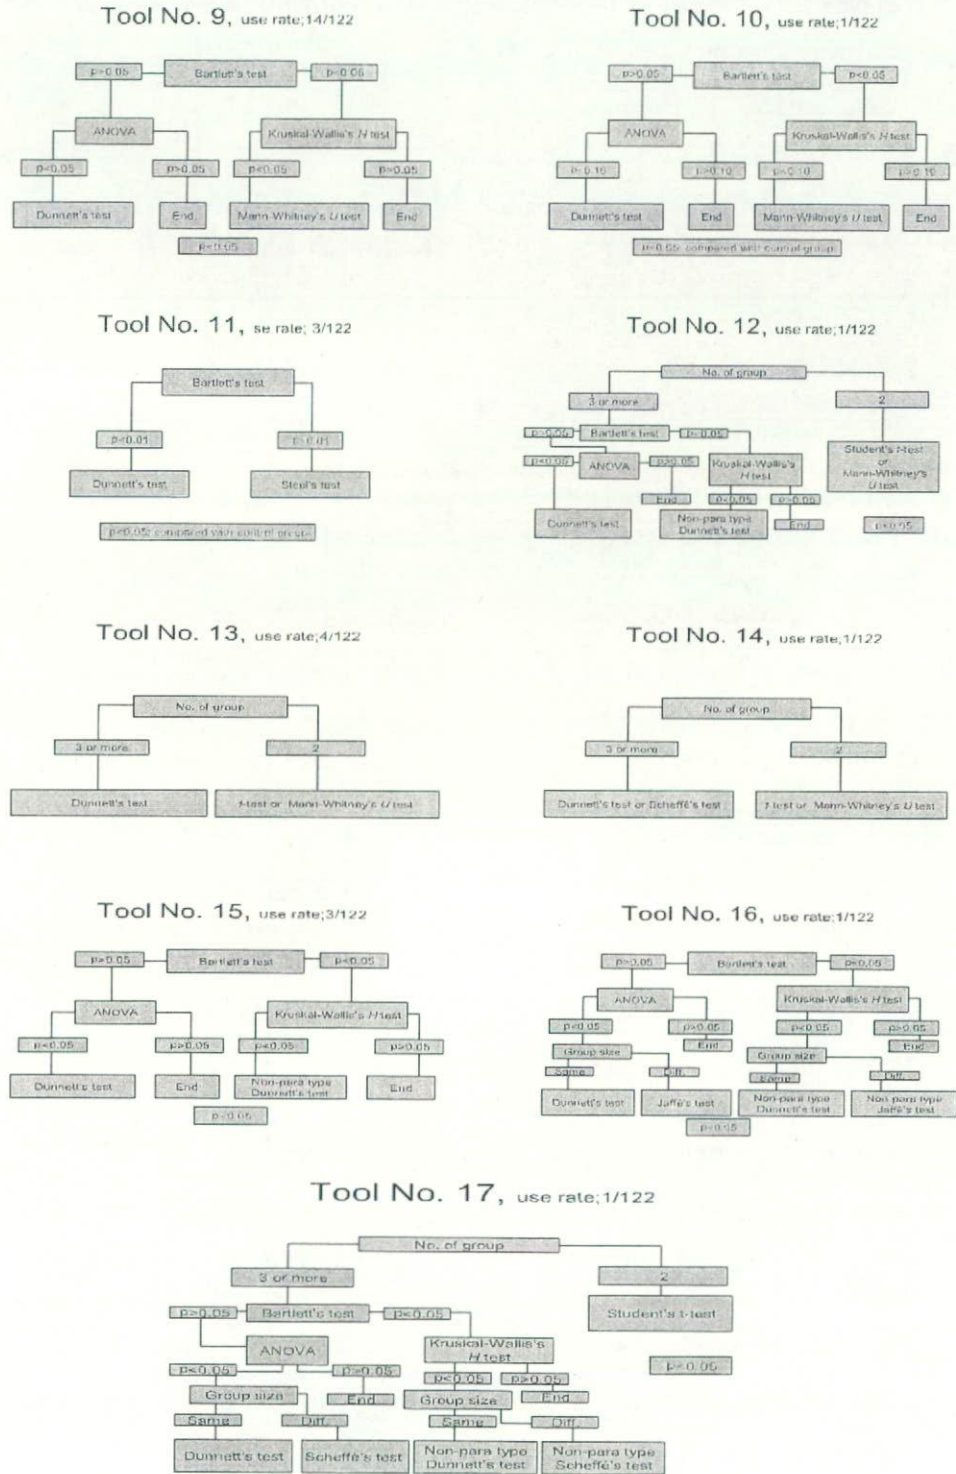 Tool No. 9, use rate;14/122
p>0.05 Bartlett's test p<0.05
ANOVA Kruskal-Wallis's H test
p<0.05 p>0.05 p<0.05 p>0.05
Dunnett's test End Mann-Whitney's U test End
p<0.05
Tool No. 10, use rate;1/122
p>0.05 Bartlett's test p<0.05
ANOVA Kruskal-Wallis's H test
p<0.10 p>0.10 p<0.10 p>0.10
Dunnett's test End Mann-Whitney's U test End
p<0.05; compared with control group
Tool No. 11, se rate; 3/122
Bartlett's test
p<0.01 p>0.01
Dunnett's test Steel's test
p<0.05; compared with control group
Tool No. 12, use rate;1/122
No. of group
3 or more 2
p>0.05 Bartlett's test p<0.05
p<0.05 ANOVA p>0.05 Kruskal-Wallis's
H test
Student's t-test
or
Mann-Whitney's
U test
End p<0.05 p>0.05
Dunnett's test Non-para type
Dunnett's test
End p<0.05
Tool No. 13, use rate;4/122
No. of group
3 or more 2
Dunnett's test t-test or Mann-Whitney's U test
Tool No. 14, use rate;1/122
No. of group
3 or more 2
Dunnett's test or Scheffé's test t-test or Mann-Whitney's U test
Tool No. 15, use rate;3/122
p>0.05 Bartlett's test p<0.05
ANOVA Kruskal-Wallis's H test
p<0.05 p>0.05 p<0.05 p>0.05
Dunnett's test End Non-para type
Dunnett's test
End
p<0.05
Tool No. 16, use rate;1/122
p>0.05 Bartlett's test p<0.05
ANOVA Kruskal-Wallis's H test
p<0.05 p>0.05 p<0.05 p>0.05
Group size End Group size End
Same Diff. Same Diff.
Dunnett's test Jaffé's test Non-para type
Dunnett's test
Non para type
Jaffé's test
p<0.05
Tool No. 17, use rate;1/122
No. of group
3 or more 2
p>0.05 Bartlett's test p<0.05 Student's t-test
ANOVA Kruskal-Wallis's
H test
p<0.05
p<0.05 p>0.05 p<0.05 p>0.05
Group size End Group size End
Same Diff. Same Diff.
Dunnett's test Scheffé's test Non-para type
Dunnett's test
Non-para type
Scheffé's test